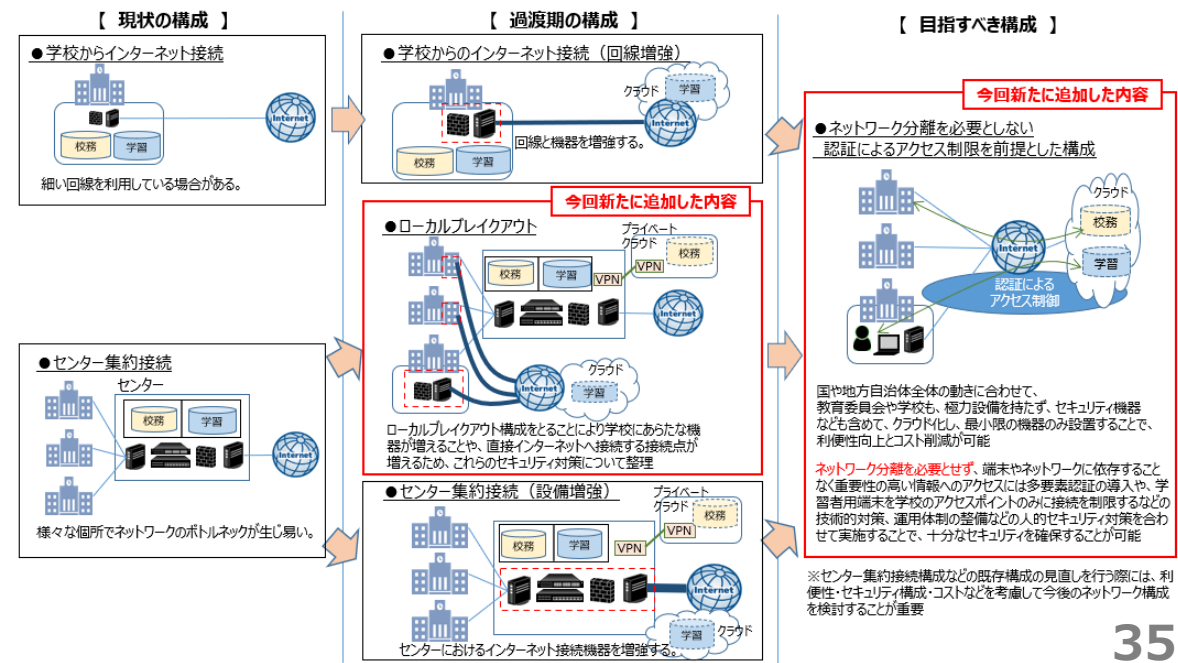 【 現状の構成 】
●学校からインターネット接続
Internet
校務
学習
細い回線を利用している場合がある。
●センター集約接続
センター
校務
学習
Internet
様々な個所でネットワークのボトルネックが生じ易い。
【 過渡期の構成 】
●学校からのインターネット接続（回線増強）
クラウド
学習
Internet
回線と機器を増強する。
校務
学習
今回新たに追加した内容
●ローカルブレイクアウト
プライベート
クラウド
校務
VPN
校務
学習
VPN
Internet
Internet
クラウド
学習
ローカルブレイクアウト構成をとることにより学校にあらたな機
器が増えることや、直接インターネットへ接続する接続点が
増えるため、これらのセキュリティ対策について整理
●センター集約接続（設備増強）
プライベート
クラウド
校務
VPN
校務
学習
VPN
Internet
学習
クラウド
センターにおけるインターネット接続機器を増強する。
【 目指すべき構成 】
今回新たに追加した内容
●ネットワーク分離を必要としない
認証によるアクセス制限を前提とした構成
クラウド
校務
Internet
学習
認証による
アクセス制御
国や地方自治体全体の動きに合わせて、
教育委員会や学校も、極力設備を持たず、セキュリティ機器
なども含めて、クラウド化し、最小限の機器のみ設置することで、
利便性向上とコスト削減が可能
ネットワーク分離を必要とせず、端末やネットワークに依存すること
なく重要性の高い情報へのアクセスには多要素認証の導入や、学
習者用端末を学校のアクセスポイントのみに接続を制限するなどの
技術的対策、運用体制の整備などの人的セキュリティ対策を合わ
せて実施することで、十分なセキュリティを確保することが可能
※センター集約接続構成などの既存構成の見直しを行う際には、利
便性・セキュリティ構成・コストなどを考慮して今後のネットワーク構成
を検討することが重要
35